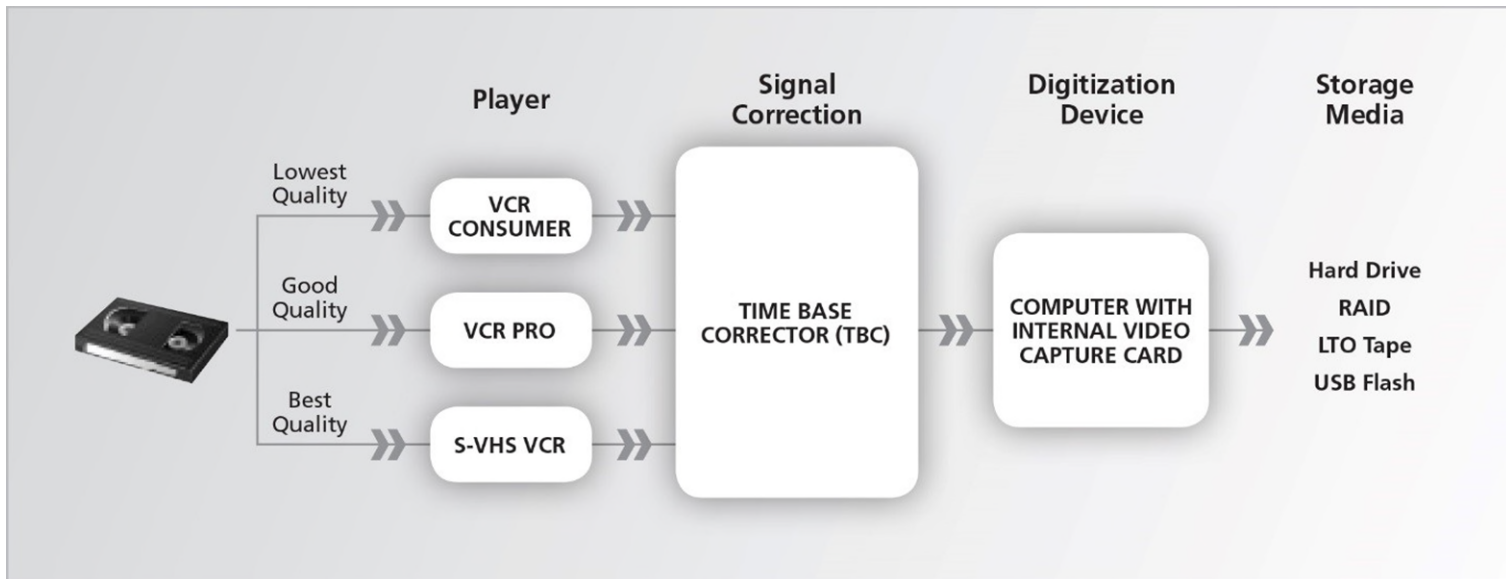 Player
Signal
Correction
Digitization
Device
Storage
Media
Lowest
Quality
VCR
CONSUMER
Good
Quality
VCR PRO
Best
Quality
S-VHS VCR
TIME BASE
CORRECTOR (TBC)
COMPUTER WITH
INTERNAL VIDEO
CAPTURE CARD
Hard Drive
RAID
LTO Tape
USB Flash